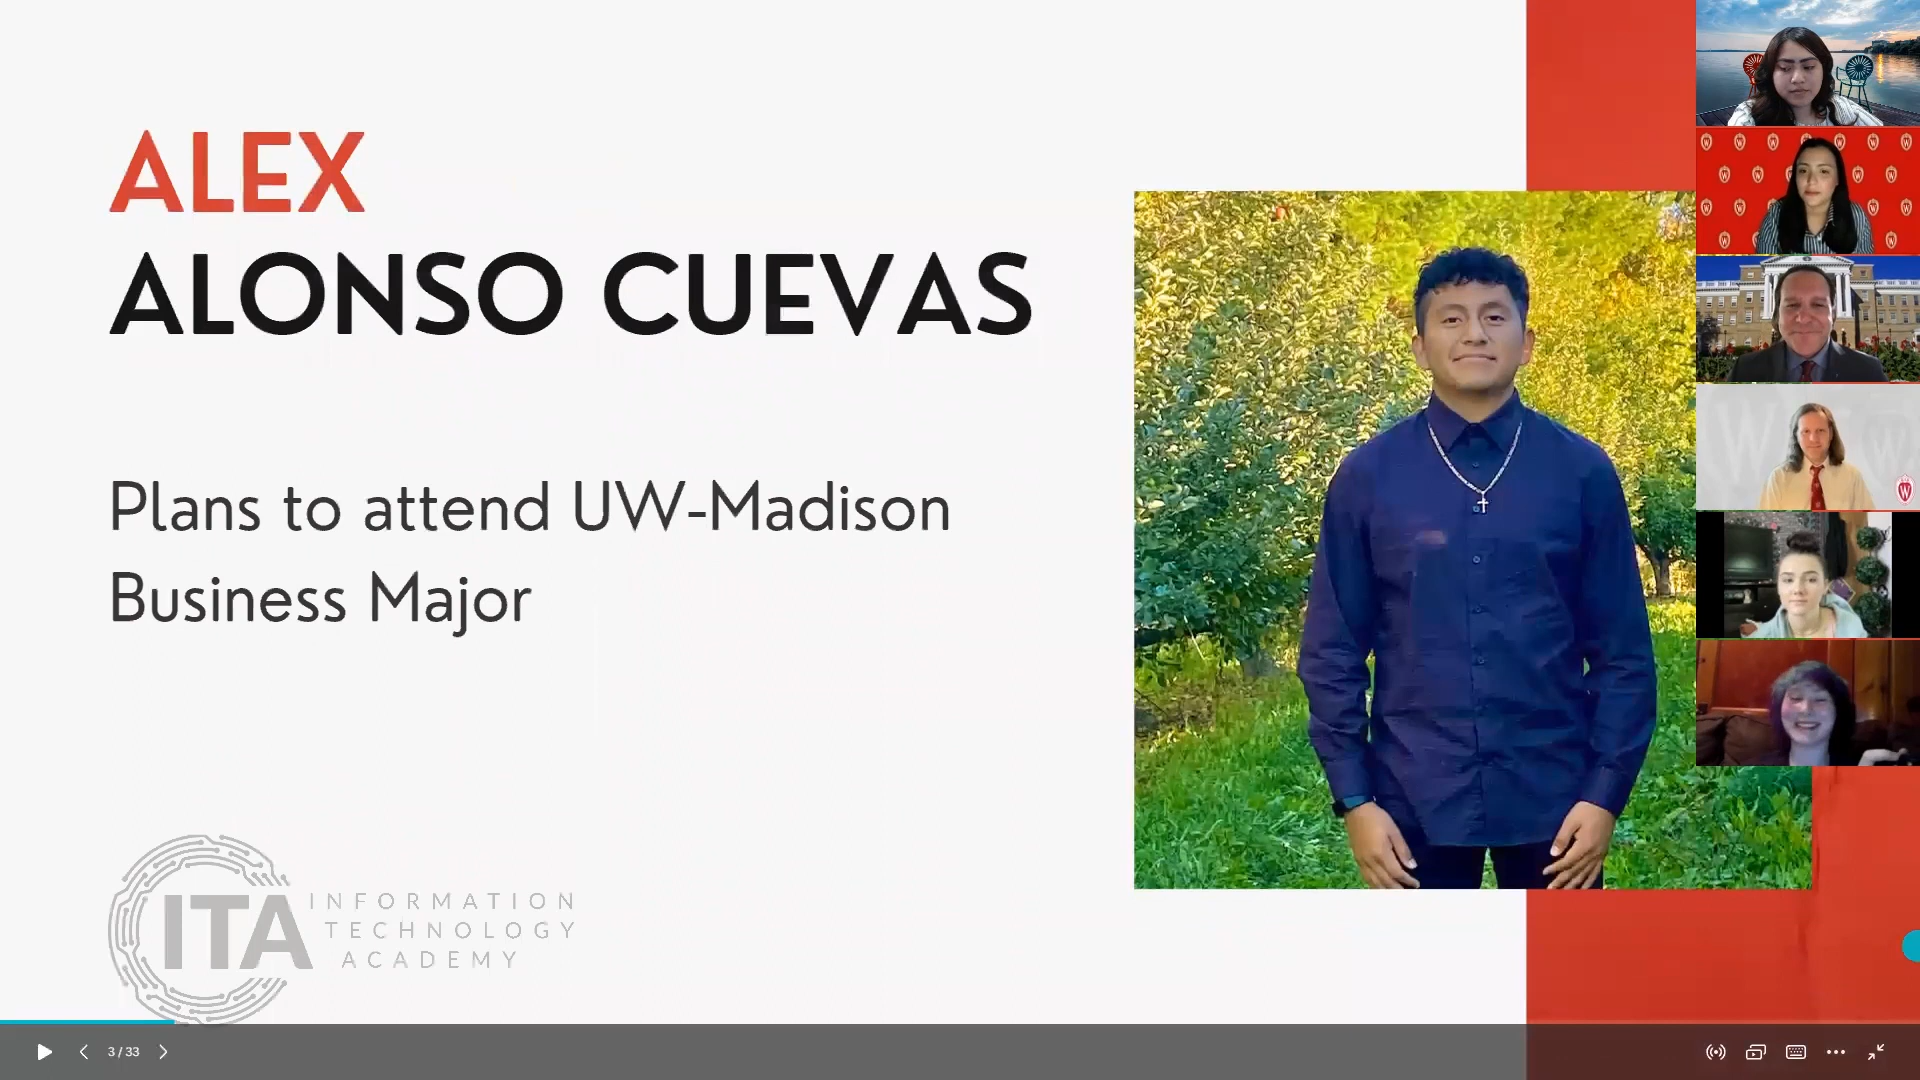 ALEX
ALONSO CUEVAS
Plans to attend UW-Madison
Business Major
ITA
INFORMATION
TECHNOLOGY
ACADEMY
3 / 33
W
W
W